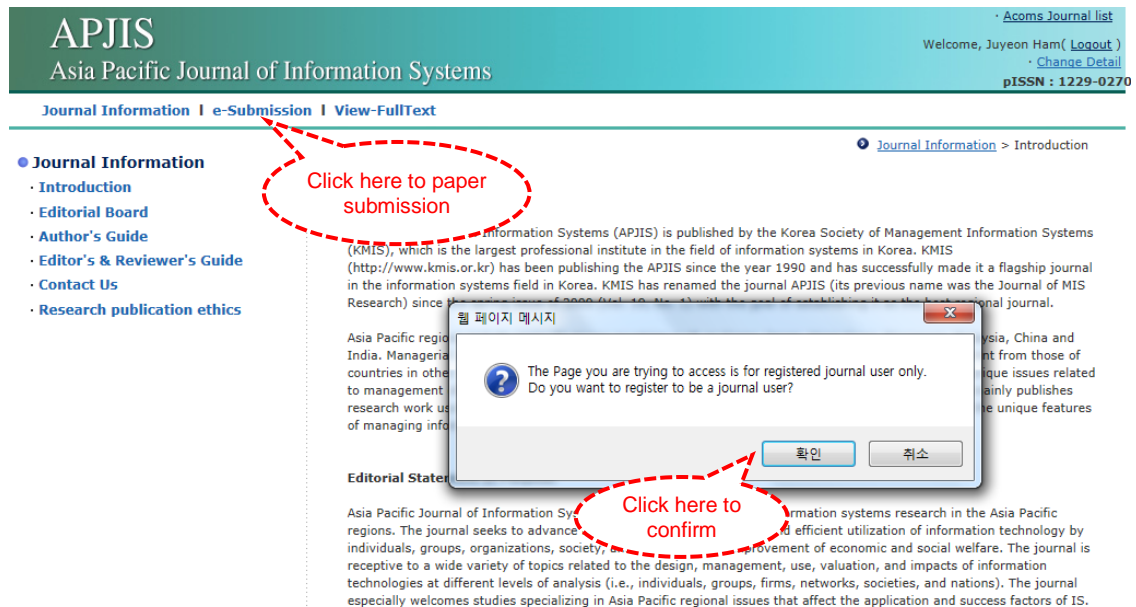 · Acoms Journal list
APJIS
Welcome, Juyeon Ham( Logout )
Asia Pacific Journal of Information Systems
· Change Detail
pISSN : 1229-0270
Journal Information l e-Submission l View-FullText
Journal Information > Introduction
Journal Information
· Introduction
· Editorial Board
· Author's Guide
· Editor's & Reviewer's Guide
· Contact Us
· Research publication ethics
Click here to paper
submission
Information Systems (APJIS) is published by the Korea Society of Management Information Systems
(KMIS), which is the largest professional institute in the field of information systems in Korea. KMIS
(http://www.kmis.or.kr) has been publishing the APJIS since the year 1990 and has successfully made it a flagship journal
in the information systems field in Korea. KMIS has renamed the journal APJIS (its previous name was the Journal of MIS
Research) since the
Asia Pacific ysia, China and
India. nt from those of
countries in ique issues related
to management ainly publishes
research work he unique features
of managing
웹 페이지 메시지
The Page you are trying to access is for registered journal user only.
Do you want to register to be a journal user?
확인 취소
Click here to
confirm
Editorial
Asia Pacific Journal of Information rmation systems research in the Asia Pacific
regions. The journal seeks to advance efficient utilization of information technology by
individuals, groups, organizations, society, provement of economic and social welfare. The journal is
receptive to a wide variety of topics related to the design, management, use, valuation, and impacts of information
technologies at different levels of analysis (i.e., individuals, groups, firms, networks, societies, and nations). The journal
especially welcomes studies specializing in Asia Pacific regional issues that affect the application and success factors of IS.